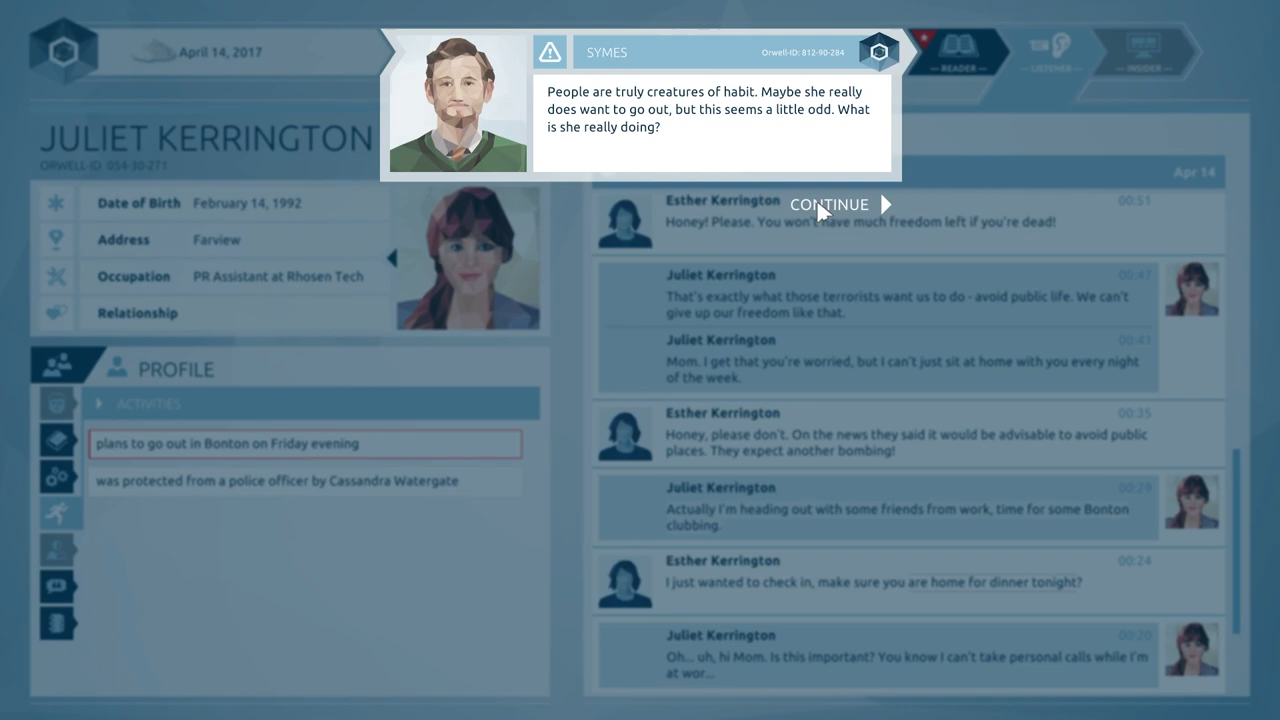 April 14, 2017
SYMES
Orwell-ID: 812-90-284
People are truly creatures of habit. Maybe she really
does want to go out, but this seems a little odd. What
is she really doing?
CONTINUE
READER
LISTENER
INSIDER
JULIET KERRINGTON
ORWELL-ID 054-30-271
Date of Birth February 14, 1992
Address Farview
Occupation PR Assistant at Rhosen Tech
Relationship
PROFILE
ACTIVITIES
plans to go out in Bonton on Friday evening
was protected from a police officer by Cassandra Watergate
Apr 14
Esther Kerrington 00:51
Honey! Please. You won't have much freedom left if you're dead!
Juliet Kerrington 00:47
That's exactly what those terrorists want us to do - avoid public life. We can't
give up our freedom like that.
Juliet Kerrington
Mom. I get that you're worried, but I can't just sit at home with you every night
of the week.
Esther Kerrington 00:35
Honey, please don't. On the news they said it would be advisable to avoid public
places. They expect another bombing!
Juliet Kerrington 00:29
Actually I'm heading out with some friends from work, time for some Bonton
clubbing.
Esther Kerrington 00:24
I just wanted to check in, make sure you are home for dinner tonight?
Juliet Kerrington 00:20
Oh... uh, hi Mom. Is this important? You know I can't take personal calls while I'm
at wor...